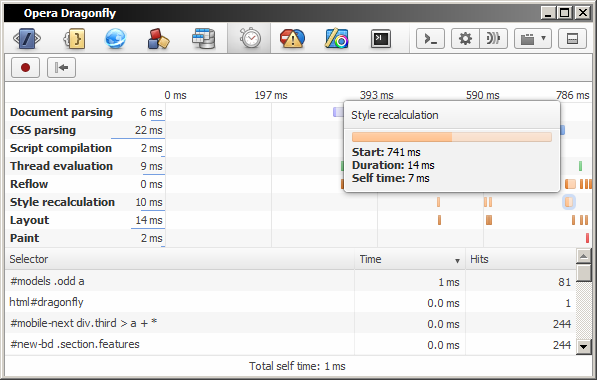 Opera Dragonfly
0 ms 197 ms 393 ms 590 ms 786 ms
Document parsing 6 ms
CSS parsing 22 ms
Script compilation 2 ms
Thread evaluation 9 ms
Reflow 0 ms
Style recalculation 10 ms
Layout 14 ms
Paint 2 ms
Style recalculation
Start: 741 ms
Duration: 14 ms
Self time: 7 ms
Selector Time Hits
#models .odd a 1 ms 81
html#dragonfly 0.0 ms 1
#mobile-next div.third > a + * 0.0 ms 244
#new-bd .section.features 0.0 ms 244
Total self time: 1 ms